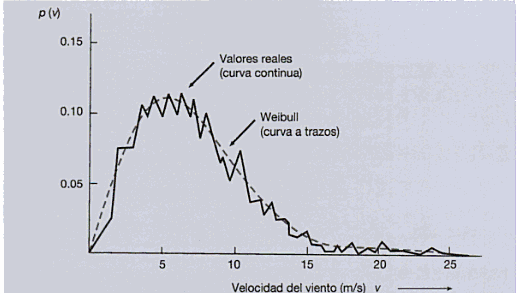 p (v)
0.15
Valores reales
(curva continua)
0.10
Weibull
(curva a trazos)
0.05
5
10
15
20
25
Velocidad del viento (m/s) v